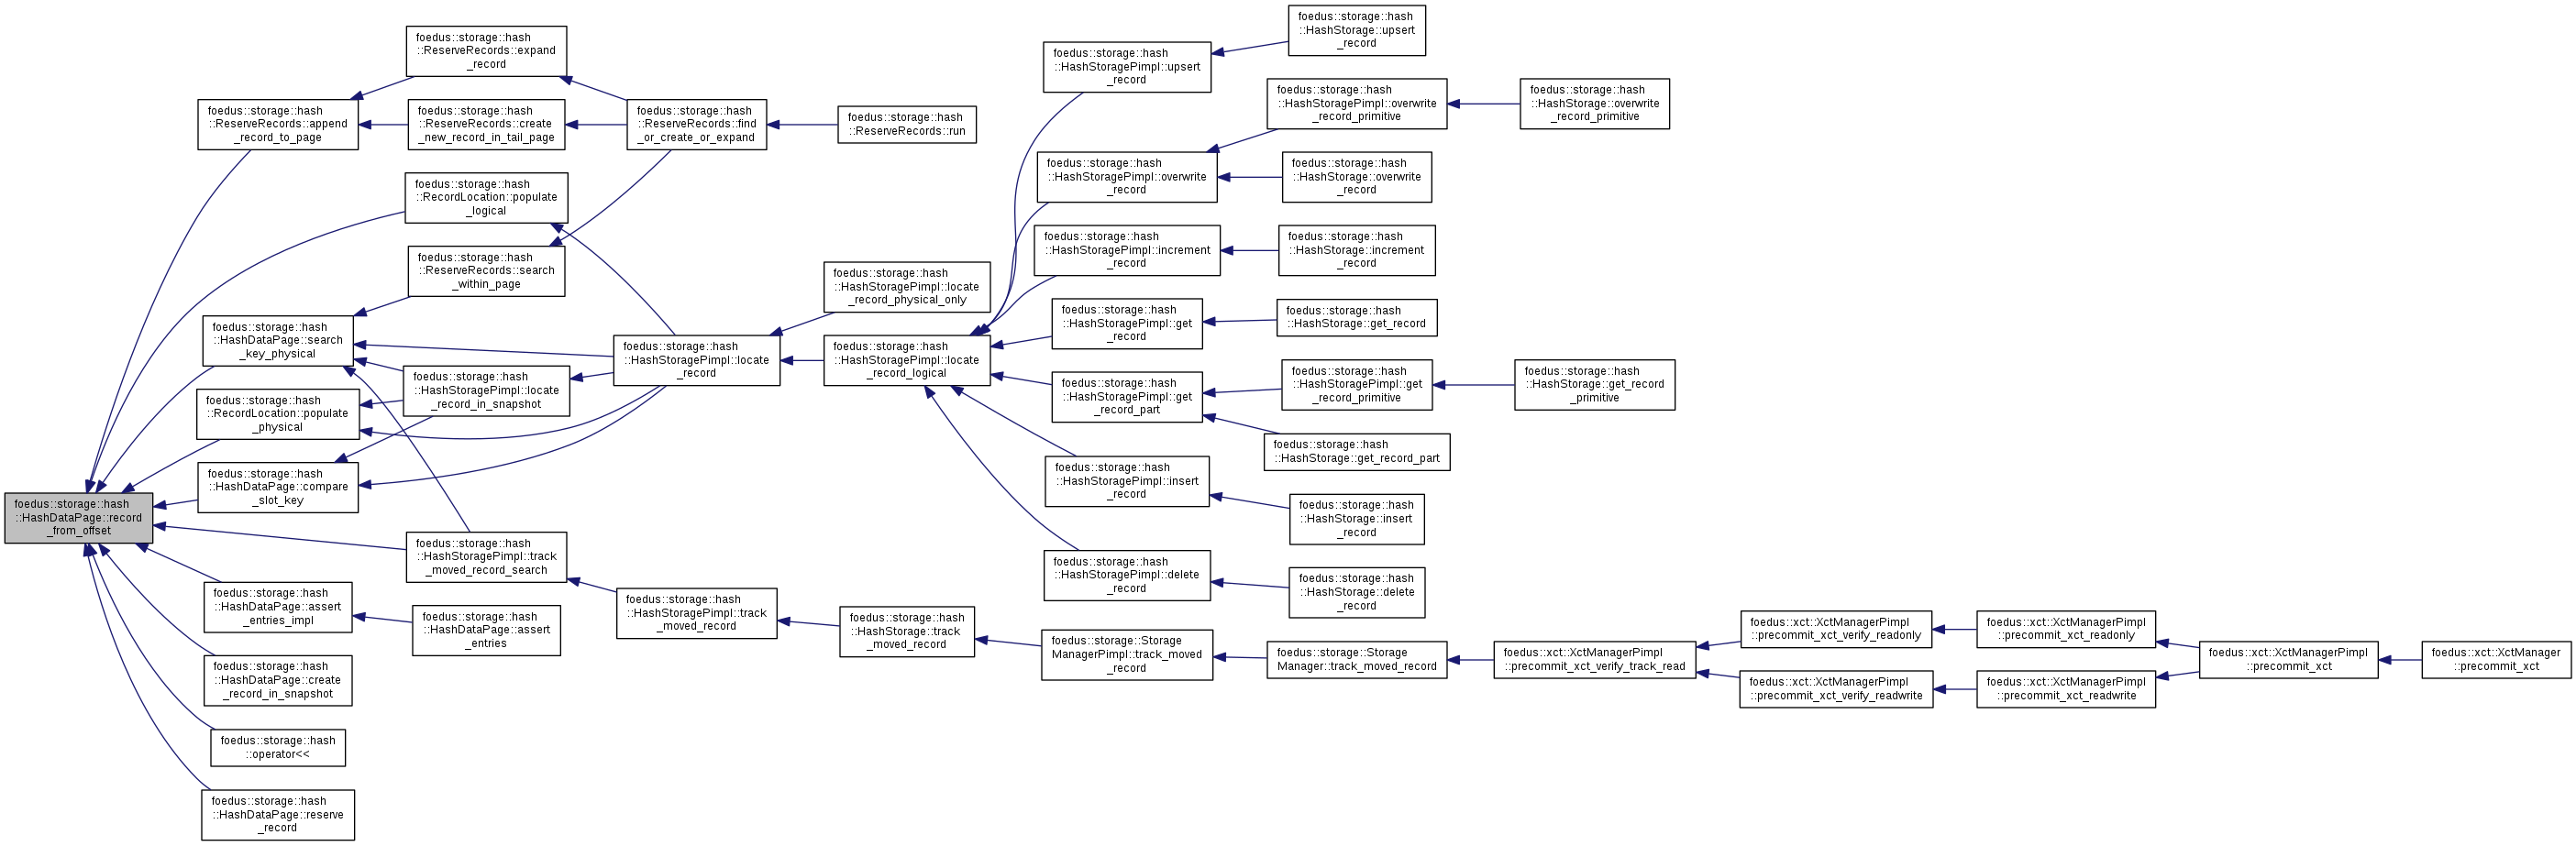 foedus::storage::hash
::HashDataPage::record
_from_offset
foedus::storage::hash
::ReserveRecords::append
_record_to_page
foedus::storage::hash
::HashDataPage::search
_key_physical
foedus::storage::hash
::RecordLocation::populate
_physical
foedus::storage::hash
::HashDataPage::compare
_slot_key
foedus::storage::hash
::HashDataPage::assert
_entries_impl
foedus::storage::hash
::HashDataPage::create
_record_in_snapshot
foedus::storage::hash
::operator<<
foedus::storage::hash
::HashDataPage::reserve
_record
foedus::storage::hash
::ReserveRecords::expand
_record
foedus::storage::hash
::ReserveRecords::create
_new_record_in_tail_page
foedus::storage::hash
::RecordLocation::populate
_logical
foedus::storage::hash
::ReserveRecords::search
_within_page
foedus::storage::hash
::HashStoragePimpl::locate
_record_in_snapshot
foedus::storage::hash
::HashStoragePimpl::track
_moved_record_search
foedus::storage::hash
::HashDataPage::assert
_entries
foedus::storage::hash
::ReserveRecords::find
_or_create_or_expand
foedus::storage::hash
::HashStoragePimpl::locate
_record
foedus::storage::hash
::HashStoragePimpl::track
_moved_record
foedus::storage::hash
::ReserveRecords::run
foedus::storage::hash
::HashStoragePimpl::locate
_record_physical_only
foedus::storage::hash
::HashStoragePimpl::locate
_record_logical
foedus::storage::hash
::HashStorage::track
_moved_record
foedus::storage::hash
::HashStoragePimpl::upsert
_record
foedus::storage::hash
::HashStoragePimpl::overwrite
_record
foedus::storage::hash
::HashStoragePimpl::increment
_record
foedus::storage::hash
::HashStoragePimpl::get
_record
foedus::storage::hash
::HashStoragePimpl::get
_record_part
foedus::storage::hash
::HashStoragePimpl::insert
_record
foedus::storage::hash
::HashStoragePimpl::delete
_record
foedus::storage::Storage
ManagerPimpl::track_moved
_record
foedus::storage::hash
::HashStorage::upsert
_record
foedus::storage::hash
::HashStoragePimpl::overwrite
_record_primitive
foedus::storage::hash
::HashStorage::overwrite
_record
foedus::storage::hash
::HashStorage::increment
_record
foedus::storage::hash
::HashStorage::get_record
foedus::storage::hash
::HashStoragePimpl::get
_record_primitive
foedus::storage::hash
::HashStorage::get_record_part
foedus::storage::hash
::HashStorage::insert
_record
foedus::storage::hash
::HashStorage::delete
_record
foedus::storage::Storage
Manager::track_moved_record
foedus::storage::hash
::HashStorage::overwrite
_record_primitive
foedus::storage::hash
::HashStorage::get_record
_primitive
foedus::xct::XctManagerPimpl
::precommit_xct_verify_track_read
foedus::xct::XctManagerPimpl
::precommit_xct_verify_readonly
foedus::xct::XctManagerPimpl
::precommit_xct_verify_readwrite
foedus::xct::XctManagerPimpl
::precommit_xct_readonly
foedus::xct::XctManagerPimpl
::precommit_xct_readwrite
foedus::xct::XctManagerPimpl
::precommit_xct
foedus::xct::XctManager
::precommit_xct